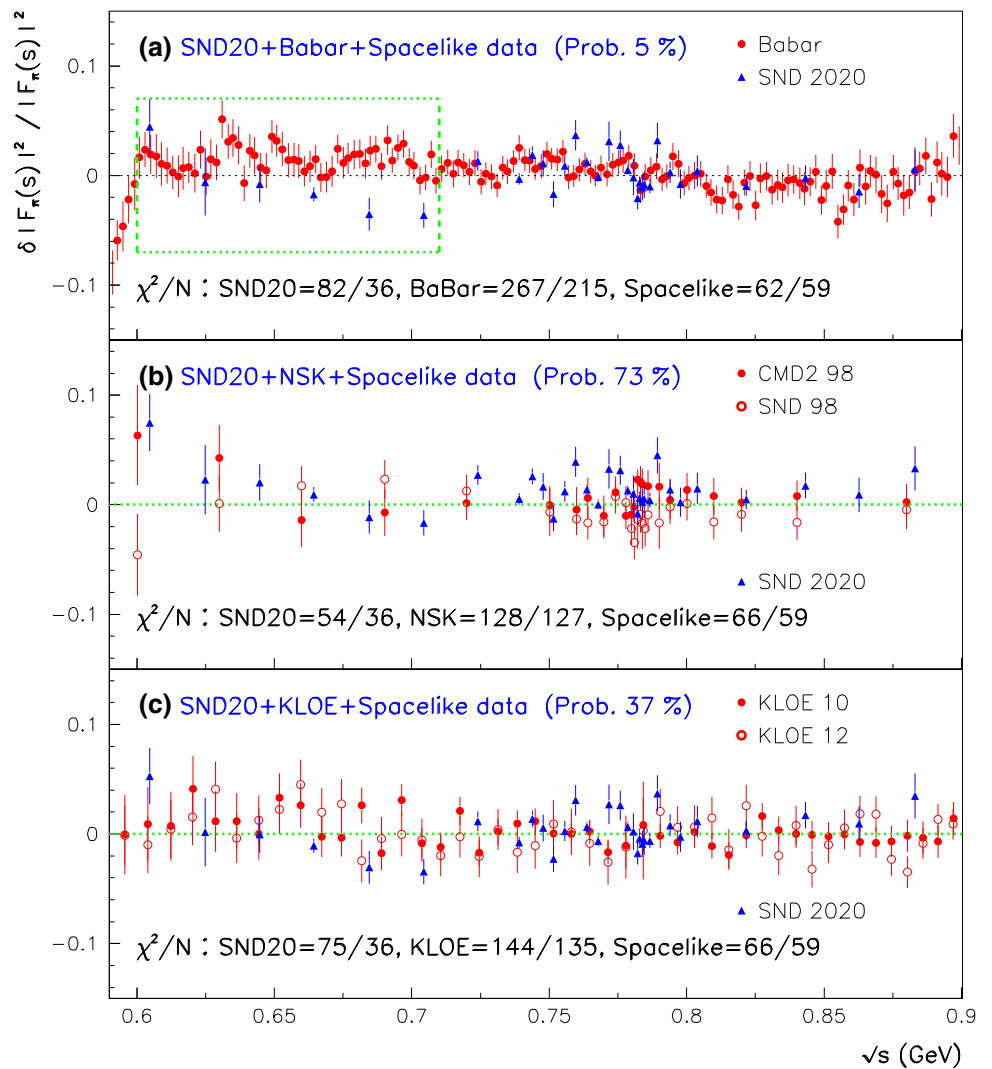 δ | Fπ(s) |² / | Fπ(s) |²
(a) SND20+Babar+Spacelike data (Prob. 5 %)
Babar
SND 2020
0.1
0
−0.1
χ²/N : SND20=82/36, BaBar=267/215, Spacelike=62/59
(b) SND20+NSK+Spacelike data (Prob. 73 %)
CMD2 98
SND 98
0.1
0
SND 2020
−0.1
χ²/N : SND20=54/36, NSK=128/127, Spacelike=66/59
(c) SND20+KLOE+Spacelike data (Prob. 37 %)
KLOE 10
KLOE 12
0.1
0
SND 2020
−0.1
χ²/N : SND20=75/36, KLOE=144/135, Spacelike=66/59
0.6 0.65 0.7 0.75 0.8 0.85 0.9
√s (GeV)